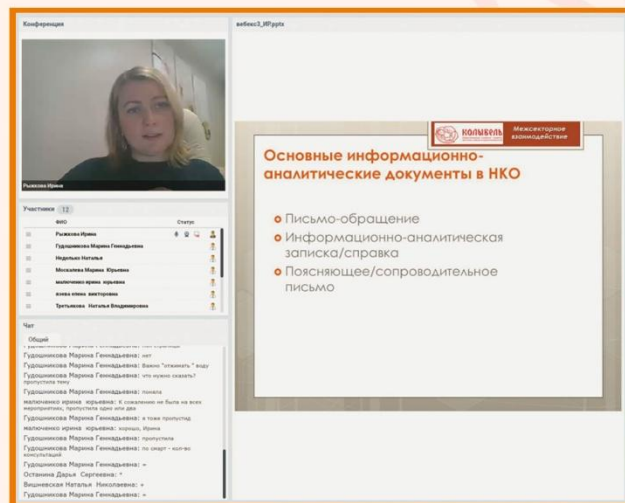 Конференция
Рыжкова Ирина
Участники 12
ФИО Статус
Рыжкова Ирина
Гудошникова Марина Геннадьевна
Неделько Наталья
Москалева Марина Юрьевна
малюченко ирина юрьевна
елена викторовна
Третьякова Наталья Владимировна
Чат
Общий
Гудошникова Марина Геннадьевна: нет
Гудошникова Марина Геннадьевна: Важно "отжимать " воду
Гудошникова Марина Геннадьевна: что нужно сказать?
пропустила тему
Гудошникова Марина Геннадьевна: поняла
малюченко ирина юрьевна: К сожалению не была на всех
мероприятиях, пропустила одно или два
Гудошникова Марина Геннадьевна: я тоже пропустид
малюченко ирина юрьевна: хорошо, Ирина
Гудошникова Марина Геннадьевна: пропустила
Гудошникова Марина Геннадьевна: по смарт - кол-во
консультаций
Гудошникова Марина Геннадьевна: +
Останина Дарья Сергеевна: +
Вишневская Наталья Николаевна: +
Гудошникова Марина Геннадьевна: +
вебекс3_ИР.pptx
КОЛЫБЕЛЬ
Межсекторное
взаимодействие
Основные информационно-
аналитические документы в НКО
Письмо-обращение
Информационно-аналитическая
записка/справка
Поясняющее/сопроводительное
письмо